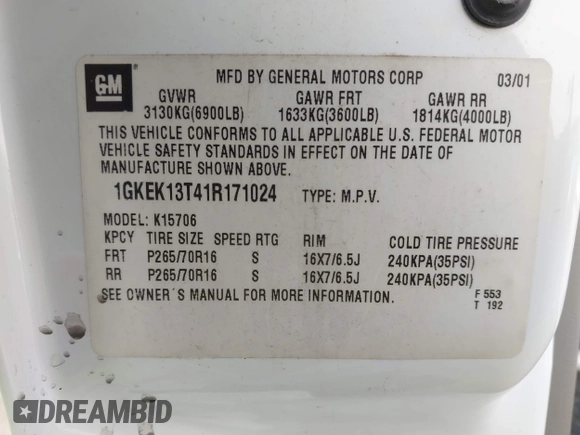 GM
MFD BY GENERAL MOTORS CORP 03/01
GVWR GAWR FRT GAWR RR
3130KG(6900LB) 1633KG(3600LB) 1814KG(4000LB)
THIS VEHICLE CONFORMS TO ALL APPLICABLE U.S. FEDERAL MOTOR
VEHICLE SAFETY STANDARDS IN EFFECT ON THE DATE OF
MANUFACTURE SHOWN ABOVE.
1GKEK13T41R171024 TYPE: M.P.V.
MODEL: K15706
KPCY TIRE SIZE SPEED RTG RIM COLD TIRE PRESSURE
FRT P265/70R16 S 16X7/6.5J 240KPA(35PSI)
RR P265/70R16 S 16X7/6.5J 240KPA(35PSI)
SEE OWNER´S MANUAL FOR MORE INFORMATION. F 553
T 192
DREAMBID